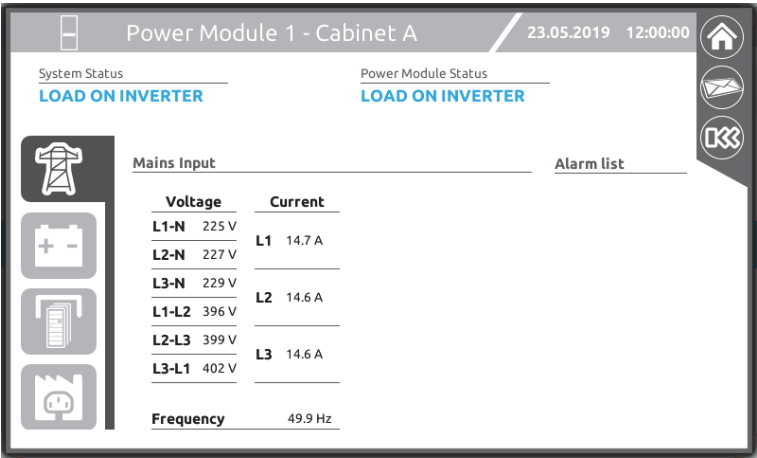 Power Module 1 - Cabinet A 23.05.2019 12:00:00
System Status Power Module Status
LOAD ON INVERTER LOAD ON INVERTER
Mains Input Alarm list
Voltage Current
L1-N 225 V
L1 14.7 A
L2-N 227 V
L3-N 229 V
L2 14.6 A
L1-L2 396 V
L2-L3 399 V
L3 14.6 A
L3-L1 402 V
Frequency 49.9 Hz